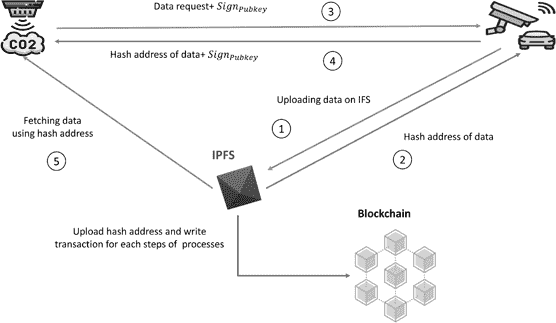 Data request+ Sign_Pubkey
3
CO2
Hash address of data+ Sign_Pubkey
4
Uploading data on IFS
Fetching data
using hash address
1
Hash address of data
5
IPFS
2
Upload hash address and write
transaction for each steps of processes
Blockchain